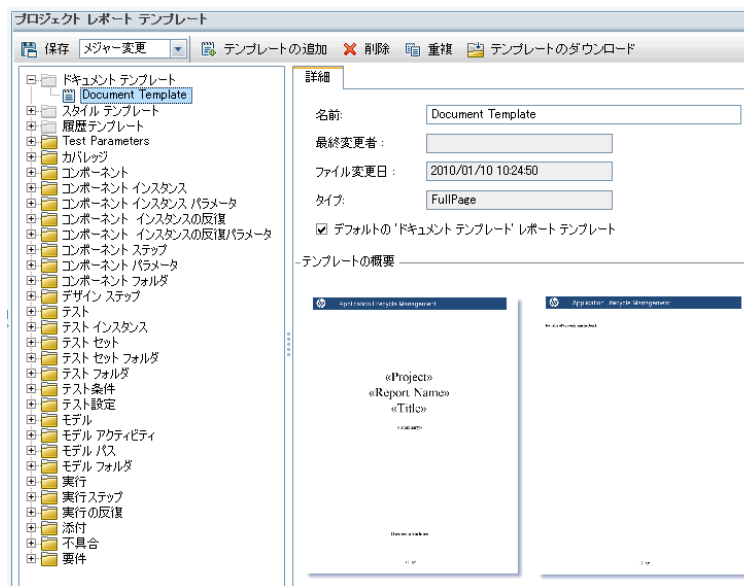 プロジェクト レポート テンプレート
保存 メジャー変更 テンプレートの追加 削除 重複 テンプレートのダウンロード
ドキュメント テンプレート
Document Template
スタイル テンプレート
履歴テンプレート
Test Parameters
カバレッジ
コンポーネント
コンポーネント インスタンス
コンポーネント インスタンス パラメータ
コンポーネント インスタンスの反復
コンポーネント インスタンスの反復パラメータ
コンポーネント ステップ
コンポーネント パラメータ
コンポーネント フォルダ
デザイン ステップ
テスト
テスト インスタンス
テスト セット
テスト セット フォルダ
テスト フォルダ
テスト条件
テスト設定
モデル
モデル アクティビティ
モデル パス
モデル フォルダ
実行
実行ステップ
実行の反復
添付
不具合
要件
詳細
名前: Document Template
最終変更者:
ファイル変更日: 2010/01/10 10:24:50
タイプ: FullPage
デフォルトの 'ドキュメント テンプレート' レポート テンプレート
テンプレートの概要
hp Application Lifecycle Management
«Project»
«Report Name»
«Title»
hp Application Lifecycle Management